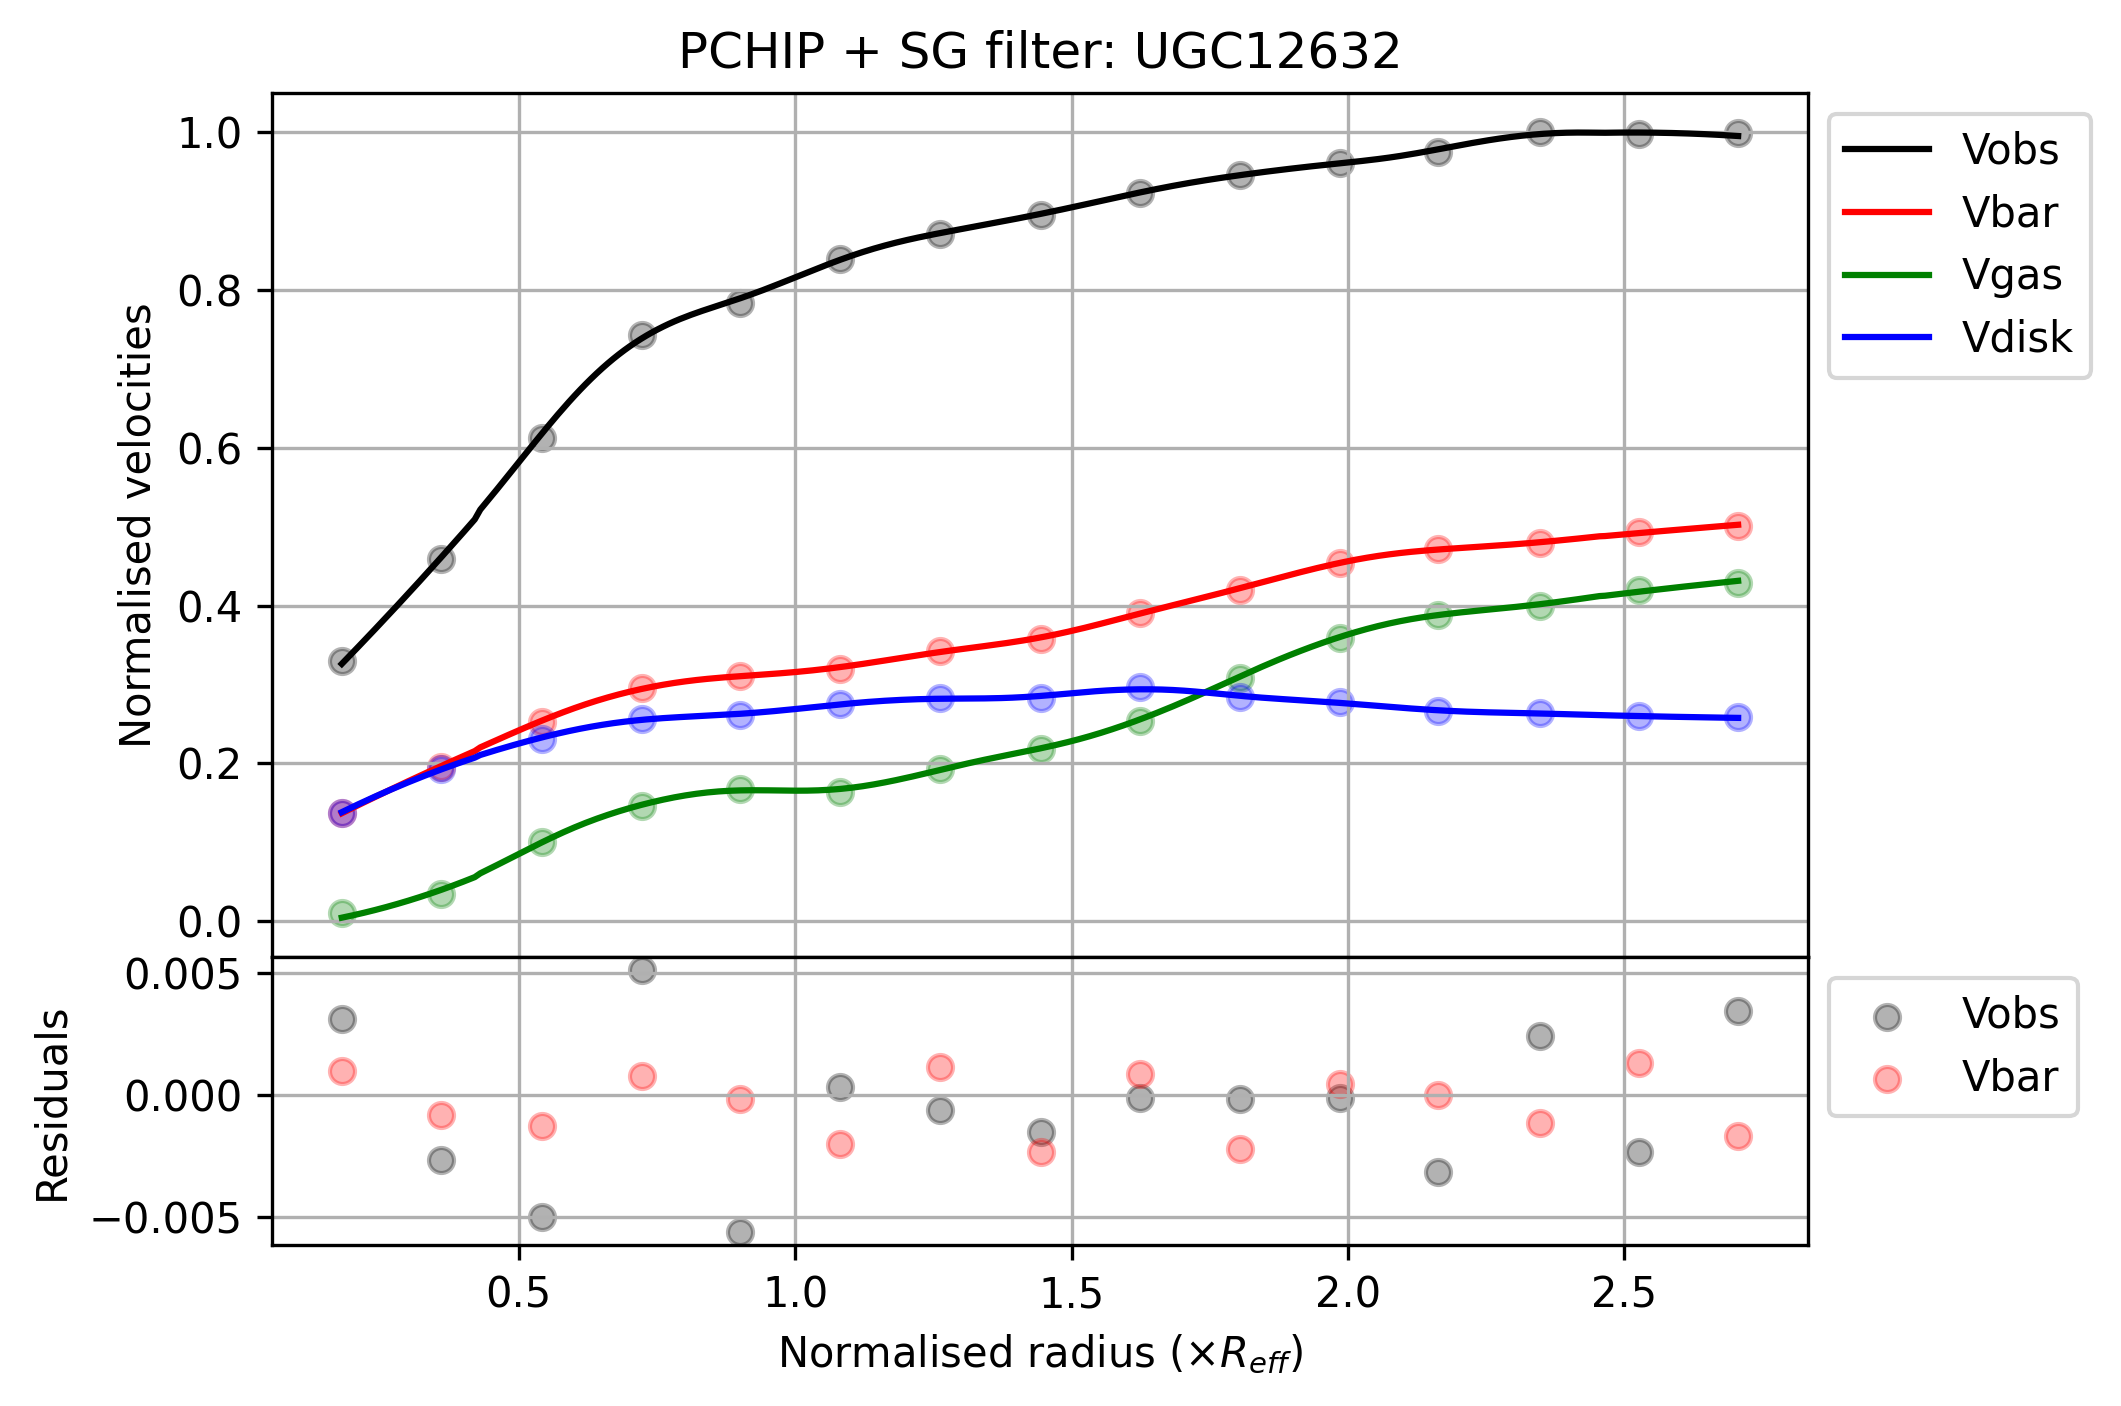 PCHIP + SG filter: UGC12632
Normalised velocities
1.0
0.8
0.6
0.4
0.2
0.0
Vobs
Vbar
Vgas
Vdisk
Residuals
0.005
0.000
−0.005
Vobs
Vbar
0.5 1.0 1.5 2.0 2.5
Normalised radius (×R_eff)